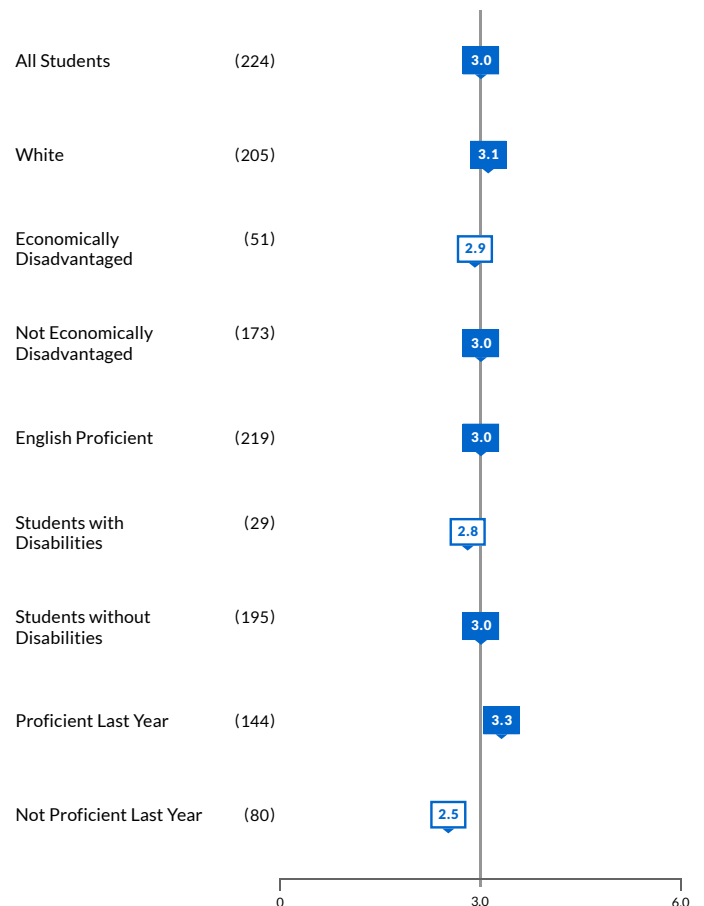 All Students (224) 3.0
White (205) 3.1
Economically (51)
Disadvantaged 2.9
Not Economically (173)
Disadvantaged 3.0
English Proficient (219) 3.0
Students with (29)
Disabilities 2.8
Students without (195)
Disabilities 3.0
Proficient Last Year (144) 3.3
Not Proficient Last Year (80) 2.5
0 3.0 6.0